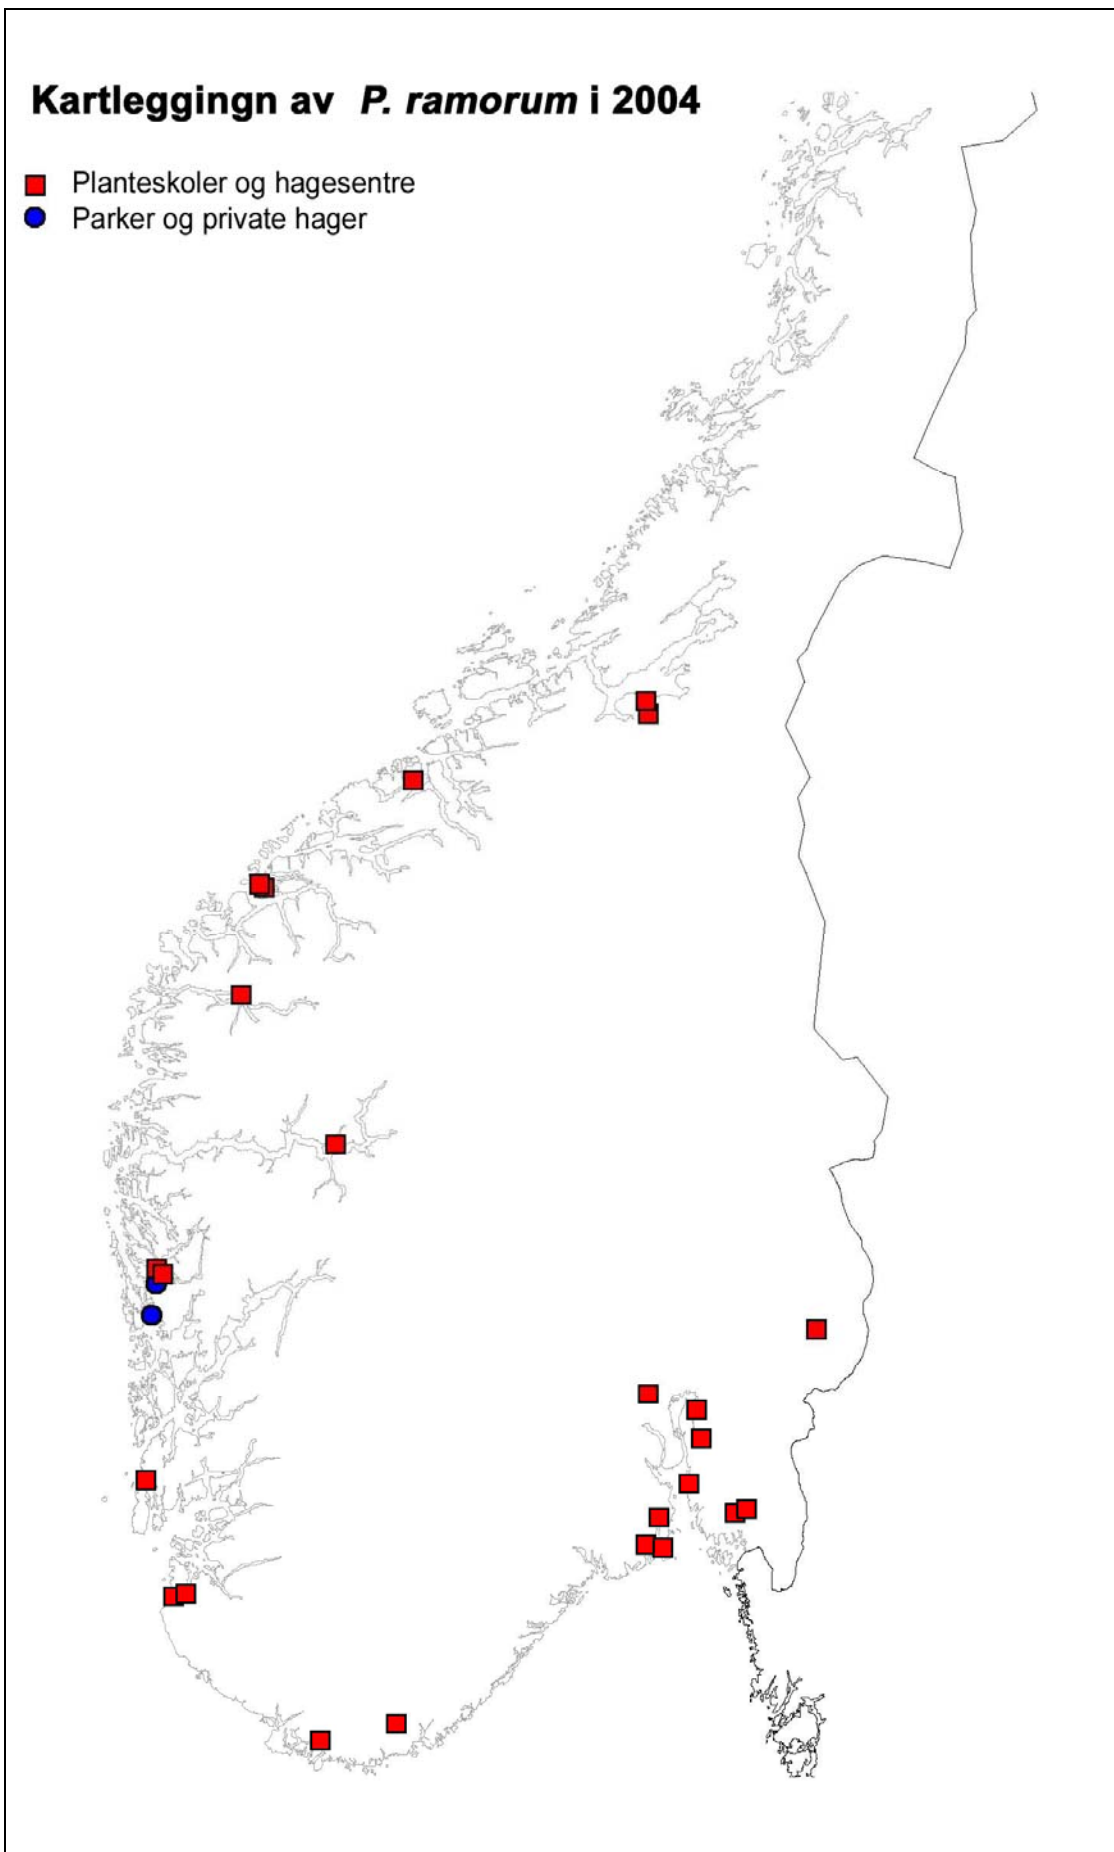 Kartleggingn av P. ramorum i 2004
Planteskoler og hagesentre
Parker og private hager